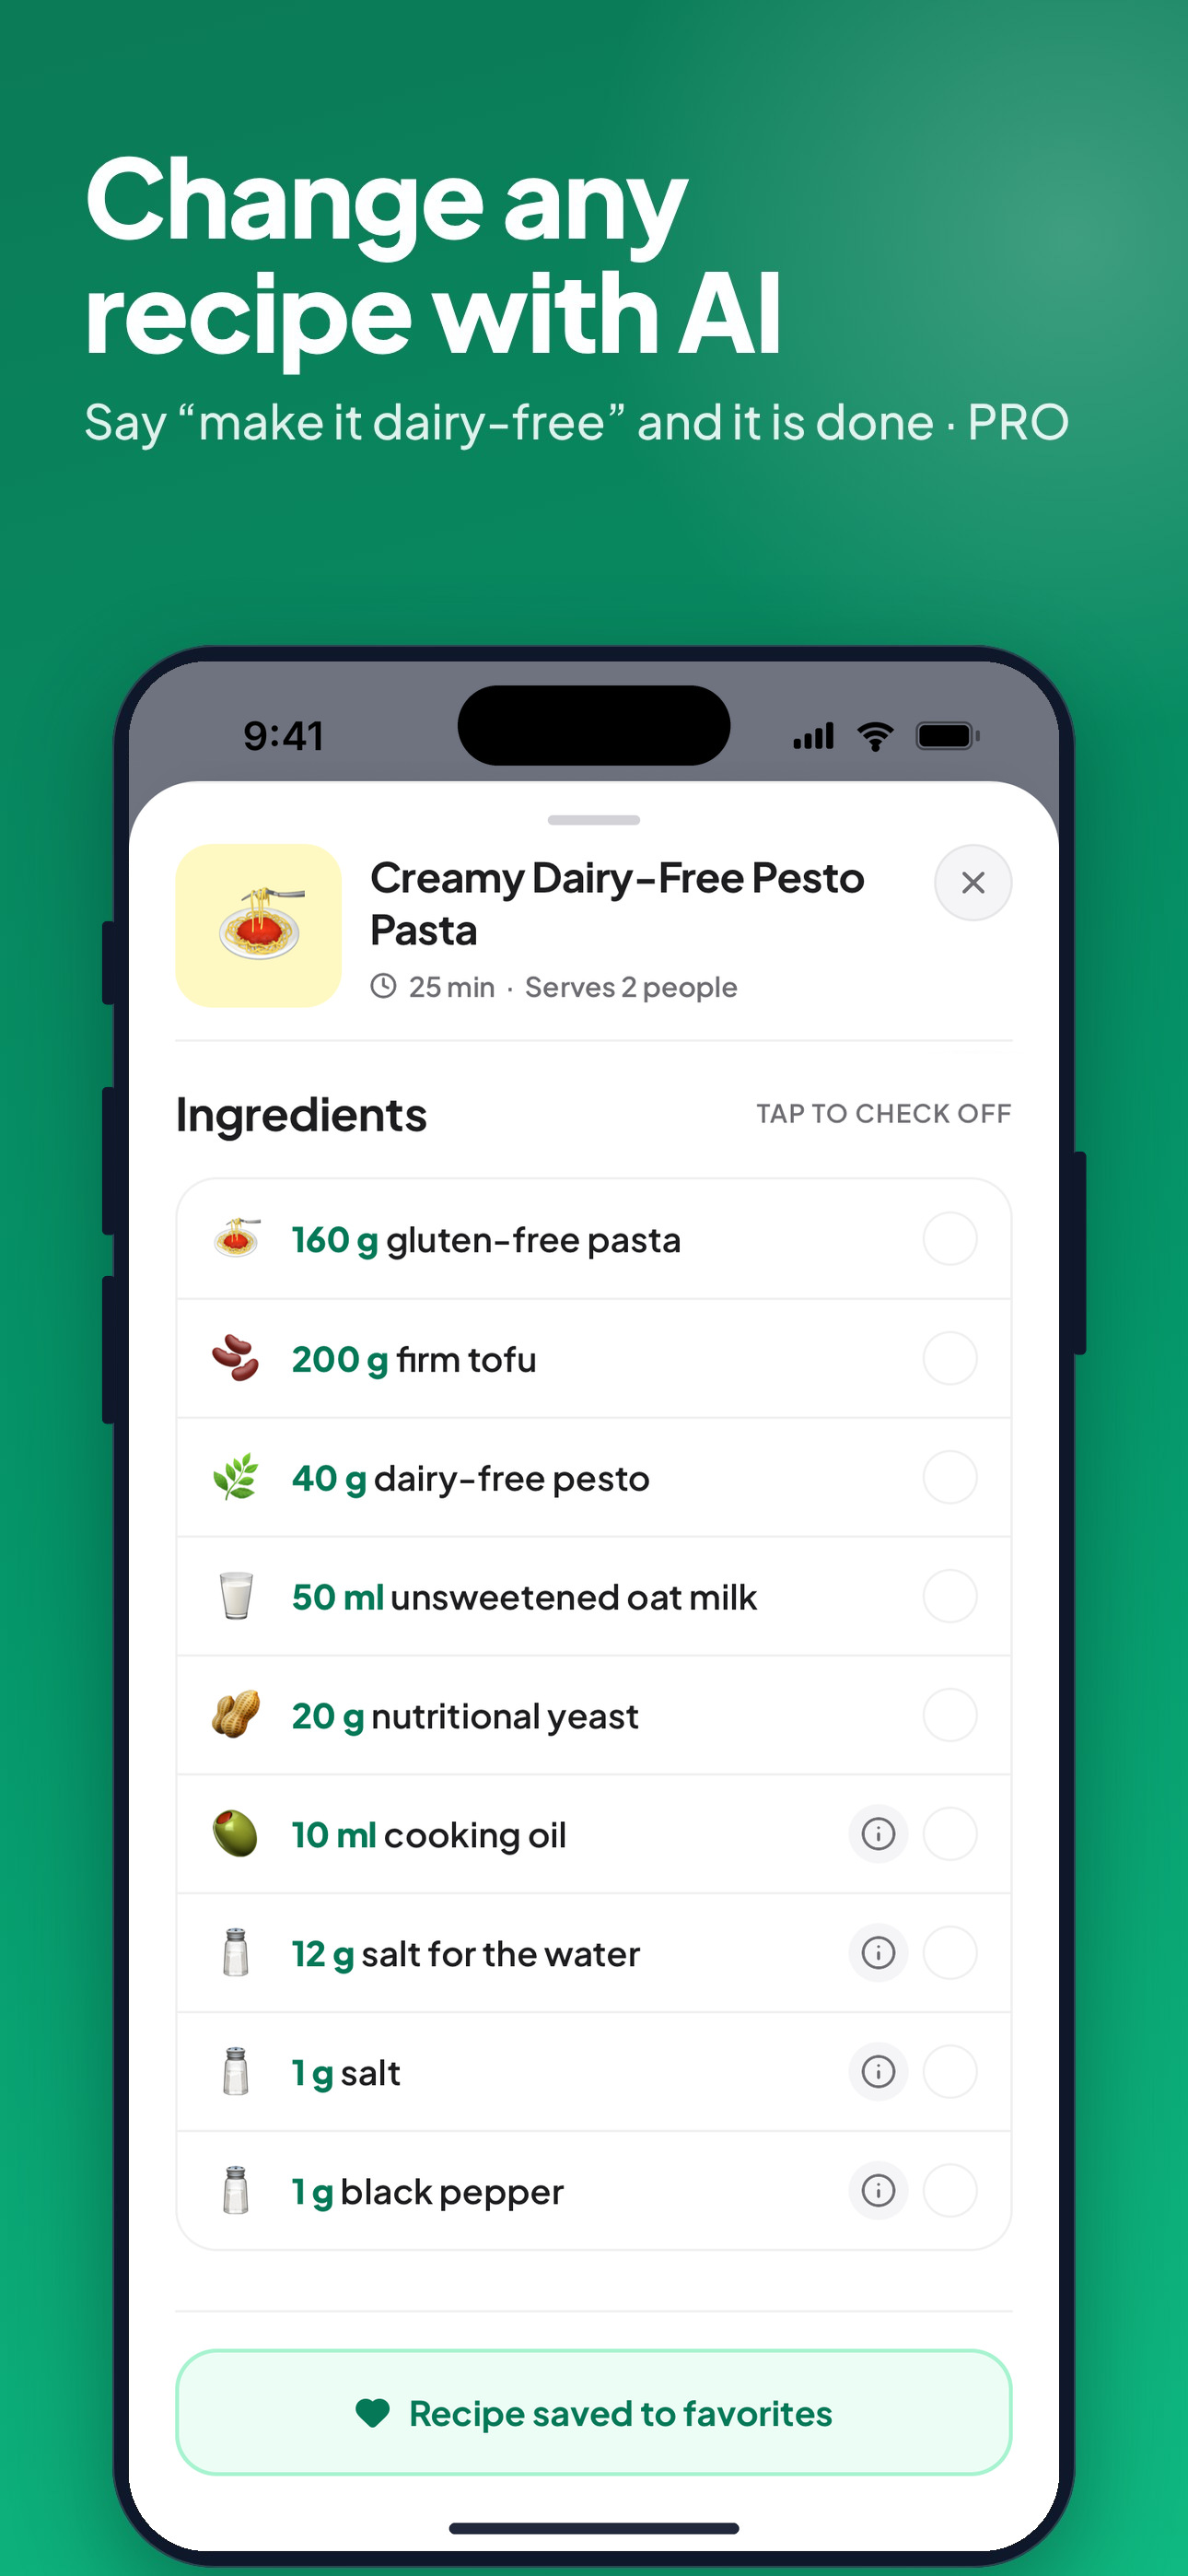 Change any
recipe with AI
Say “make it dairy-free” and it is done · PRO
9:41
Creamy Dairy-Free Pesto
Pasta
25 min · Serves 2 people
Ingredients
TAP TO CHECK OFF
160 g gluten-free pasta
200 g firm tofu
40 g dairy-free pesto
50 ml unsweetened oat milk
20 g nutritional yeast
10 ml cooking oil
12 g salt for the water
1 g salt
1 g black pepper
Recipe saved to favorites